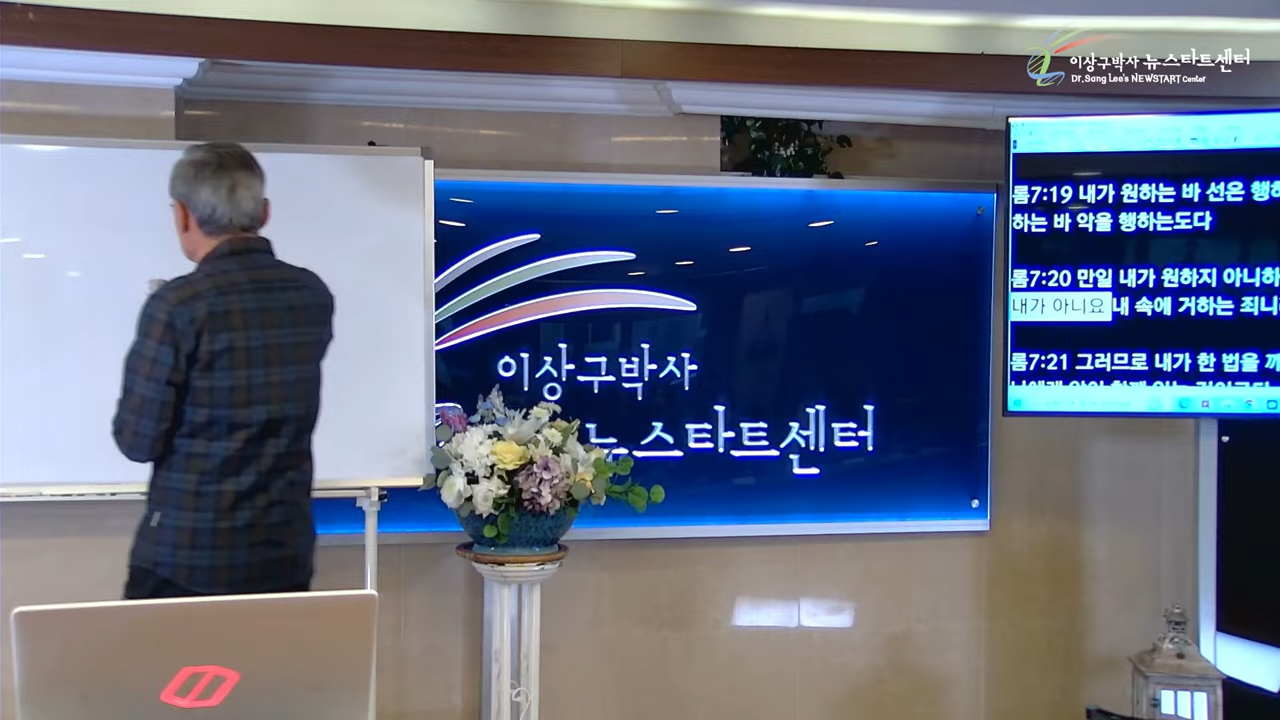 이상구박사 뉴스타트센터
Dr. Sang Lee's NEWSTART Center
롬7:19 내가 원하는 바 선은 행하
하는 바 악을 행하는도다
롬7:20 만일 내가 원하지 아니하
내가 아니요 내 속에 거하는 죄니
롬7:21 그러므로 내가 한 법을 깨
이상구박사
뉴스타트센터